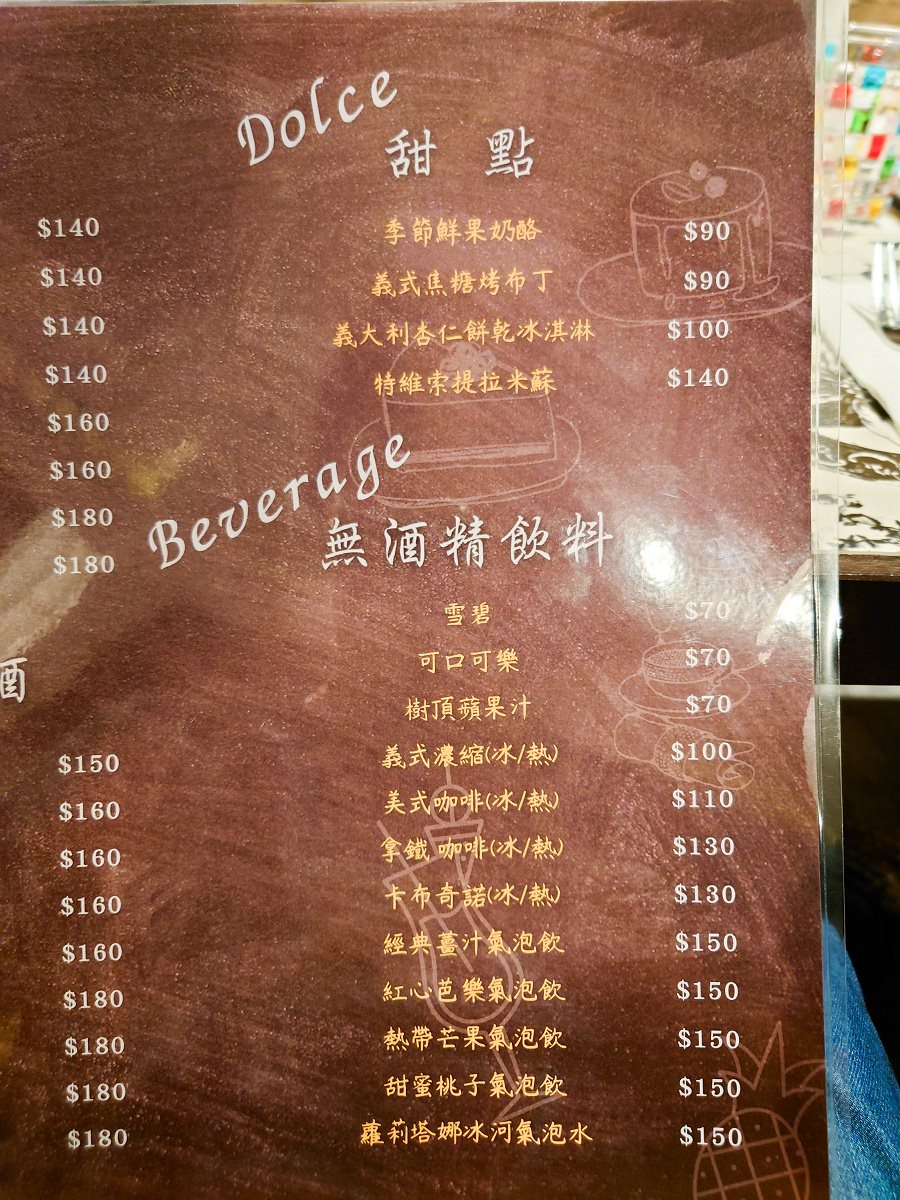 Dolce
甜 點
季節鮮果奶酪 $90
義式焦糖烤布丁 $90
義大利杏仁餅乾冰淇淋 $100
特維索提拉米蘇 $140
Beverage
無酒精飲料
雪碧 $70
可口可樂 $70
樹頂蘋果汁 $70
義式濃縮(冰/熱) $100
美式咖啡(冰/熱) $110
拿鐵咖啡(冰/熱) $130
卡布奇諾(冰/熱) $130
經典薑汁氣泡飲 $150
紅心芭樂氣泡飲 $150
熱帶芒果氣泡飲 $150
甜蜜桃子氣泡飲 $150
蘿莉塔娜冰河氣泡水 $150
$140
$140
$140
$140
$160
$160
$180
$180
酒
$150
$160
$160
$160
$160
$180
$180
$180
$180